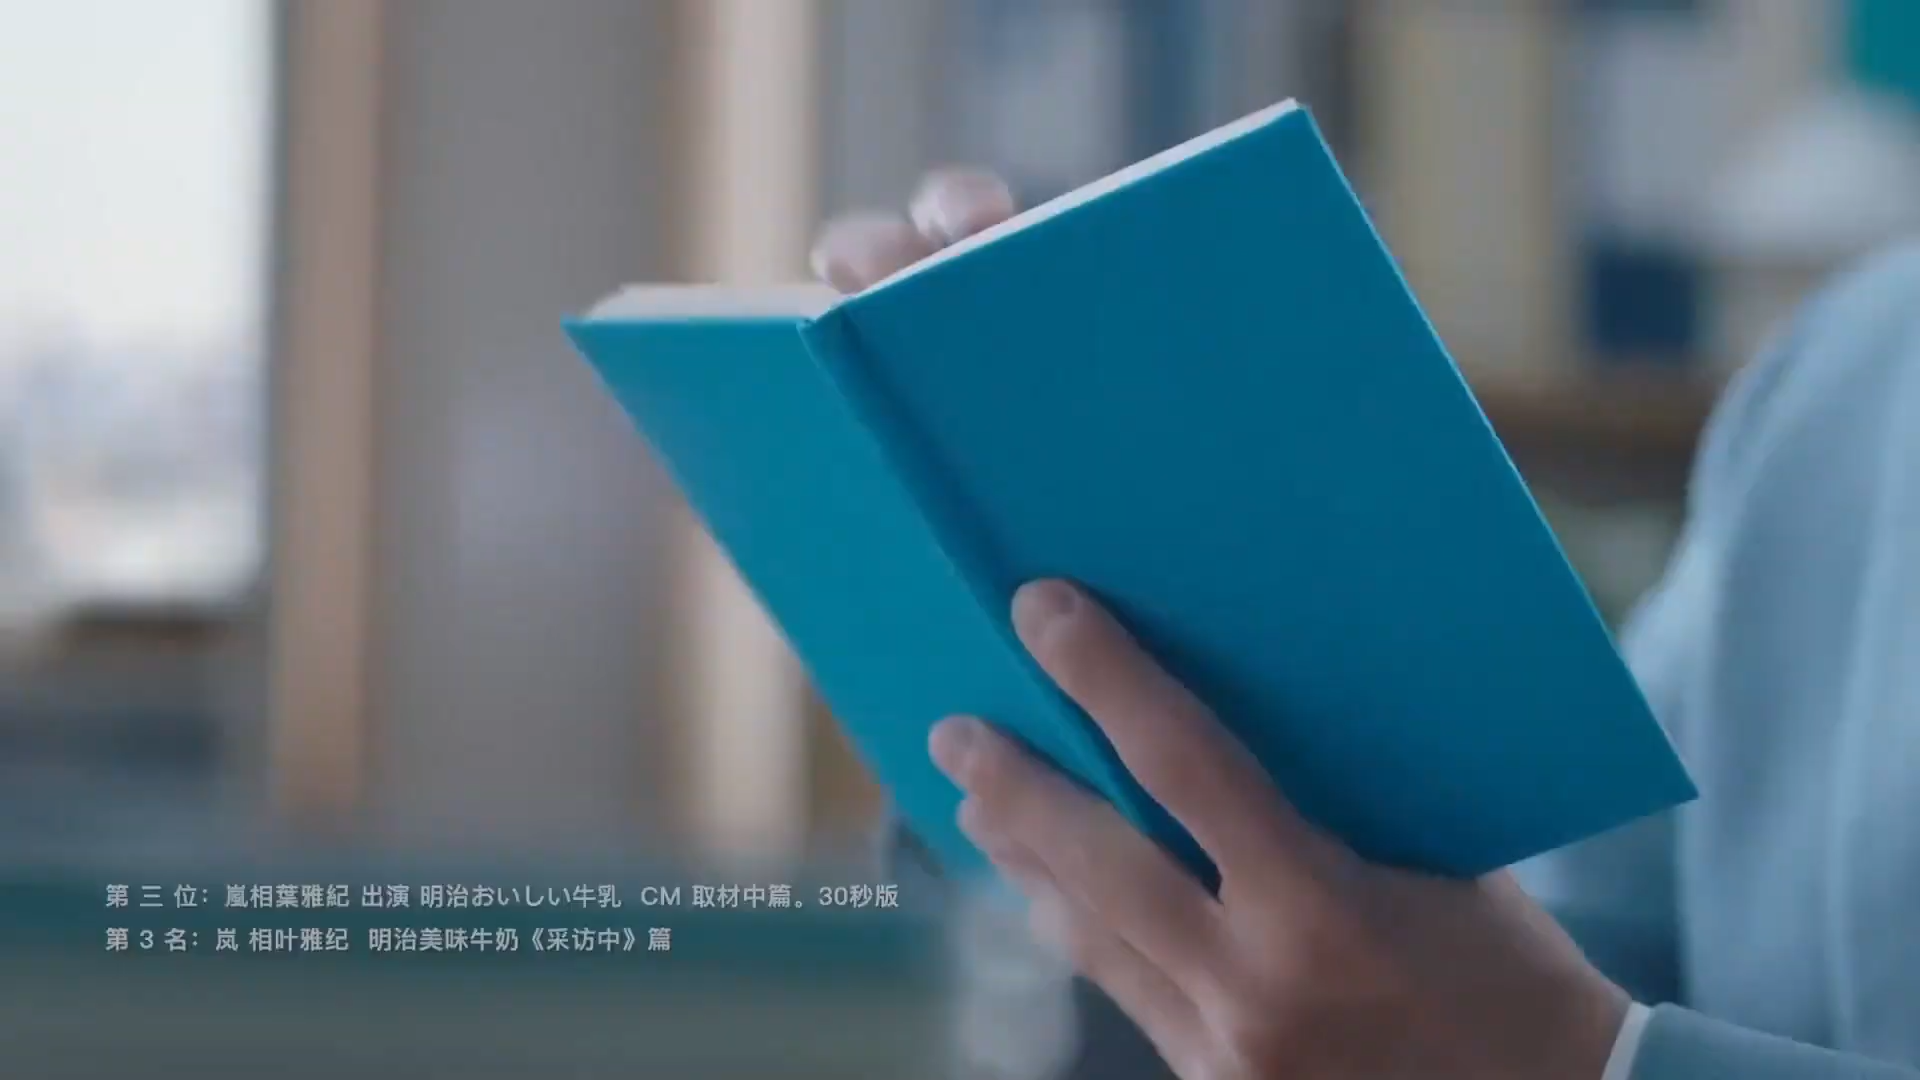 第 三 位：嵐相葉雅紀 出演 明治おいしい牛乳 CM 取材中篇。30秒版
第 3 名：岚 相叶雅纪 明治美味牛奶《采访中》篇